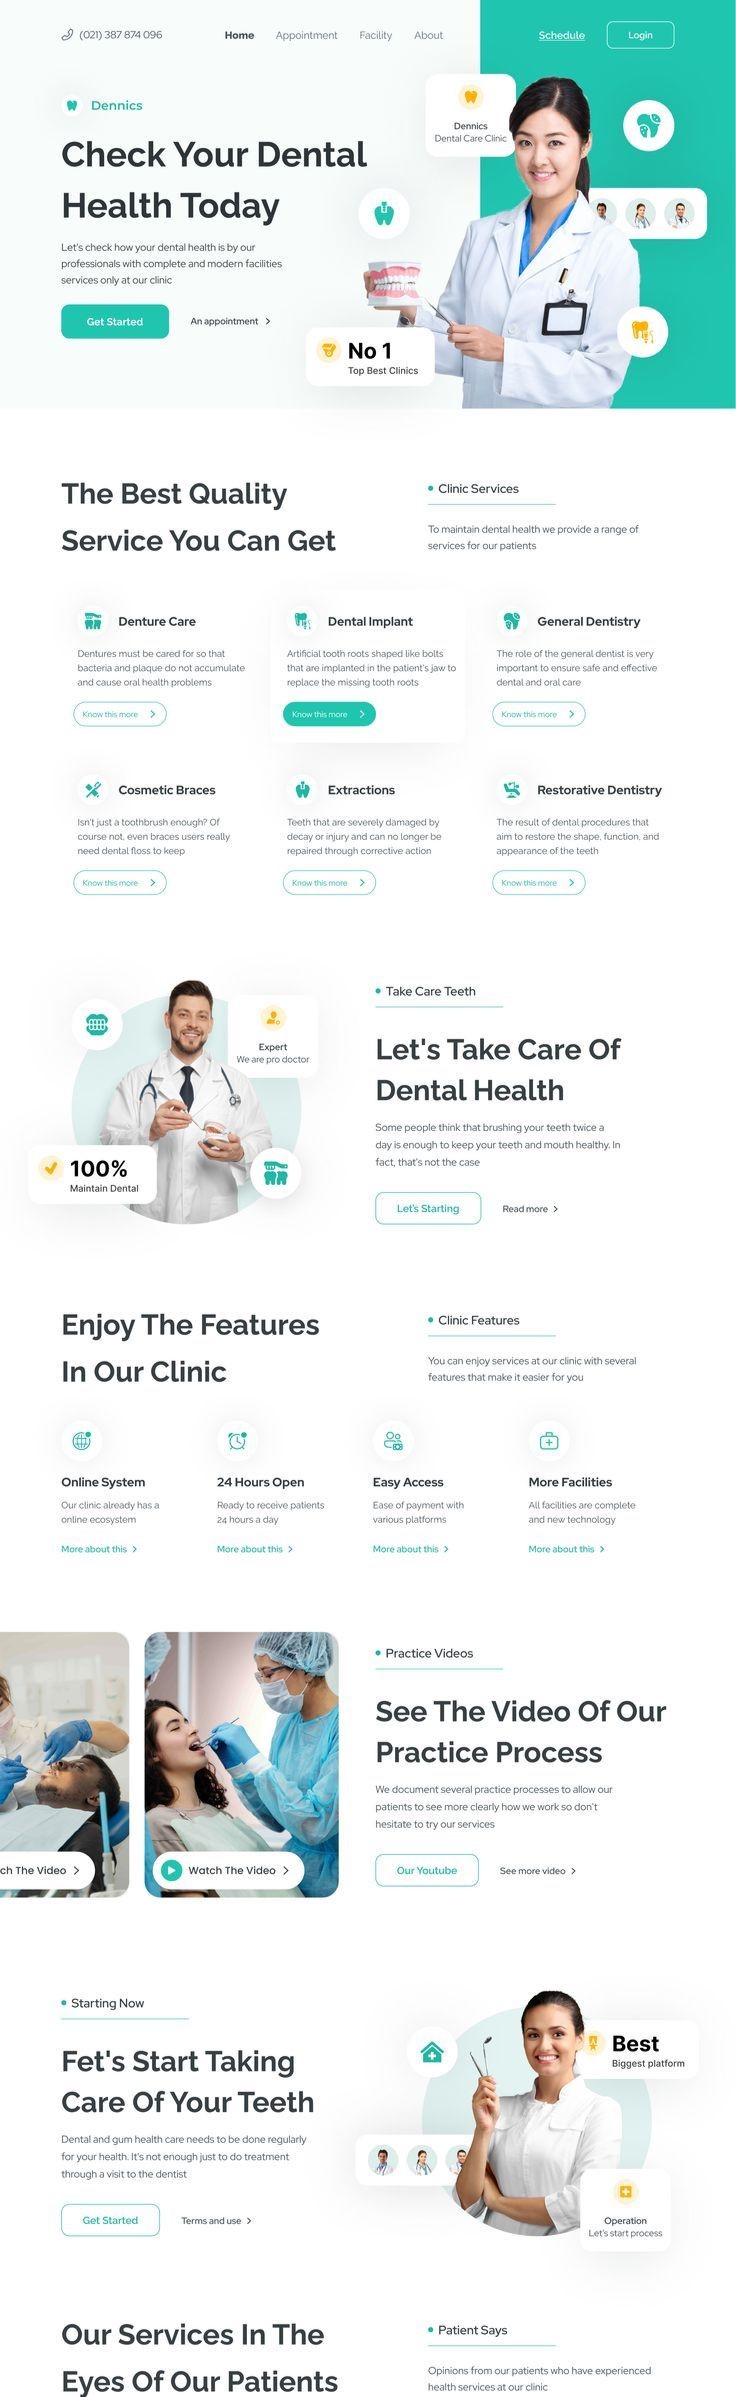 (021) 387 874 096
Home
Appointment
Facility
About
Schedule
Login
Dennics
Check Your Dental
Health Today
Let's check how your dental health is by our
professionals with complete and modern facilities
services only at our clinic
Get Started
An appointment
Dennics
Dental Care Clinic
No 1
Top Best Clinics
The Best Quality
Service You Can Get
Clinic Services
To maintain dental health we provide a range of
services for our patients
Denture Care
Dentures must be cared for so that
bacteria and plaque do not accumulate
and cause oral health problems
Know this more
Dental Implant
Artificial tooth roots shaped like bolts
that are implanted in the patient's jaw to
replace the missing tooth roots
Know this more
General Dentistry
The role of the general dentist is very
important to ensure safe and effective
dental and oral care
Know this more
Cosmetic Braces
Isn't just a toothbrush enough? Of
course not, even braces users really
need dental floss to keep
Know this more
Extractions
Teeth that are severely damaged by
decay or injury and can no longer be
repaired through corrective action
Know this more
Restorative Dentistry
The result of dental procedures that
aim to restore the shape, function, and
appearance of the teeth
Know this more
Expert
We are pro doctor
100%
Maintain Dental
Take Care Teeth
Let's Take Care Of
Dental Health
Some people think that brushing your teeth twice a
day is enough to keep your teeth and mouth healthy. In
fact, that's not the case
Let's Starting
Read more
Enjoy The Features
In Our Clinic
Clinic Features
You can enjoy services at our clinic with several
features that make it easier for you
Online System
Our clinic already has a
online ecosystem
More about this
24 Hours Open
Ready to receive patients
24 hours a day
More about this
Easy Access
Ease of payment with
various platforms
More about this
More Facilities
All facilities are complete
and new technology
More about this
ch The Video
Watch The Video
Practice Videos
See The Video Of Our
Practice Process
We document several practice processes to allow our
patients to see more clearly how we work so don't
hesitate to try our services
Our Youtube
See more video
Starting Now
Fet's Start Taking
Care Of Your Teeth
Dental and gum health care needs to be done regularly
for your health. It's not enough just to do treatment
through a visit to the dentist
Get Started
Terms and use
Best
Biggest platform
Operation
Let's start process
Our Services In The
Eyes Of Our Patients
Patient Says
Opinions from our patients who have experienced
health services at our clinic